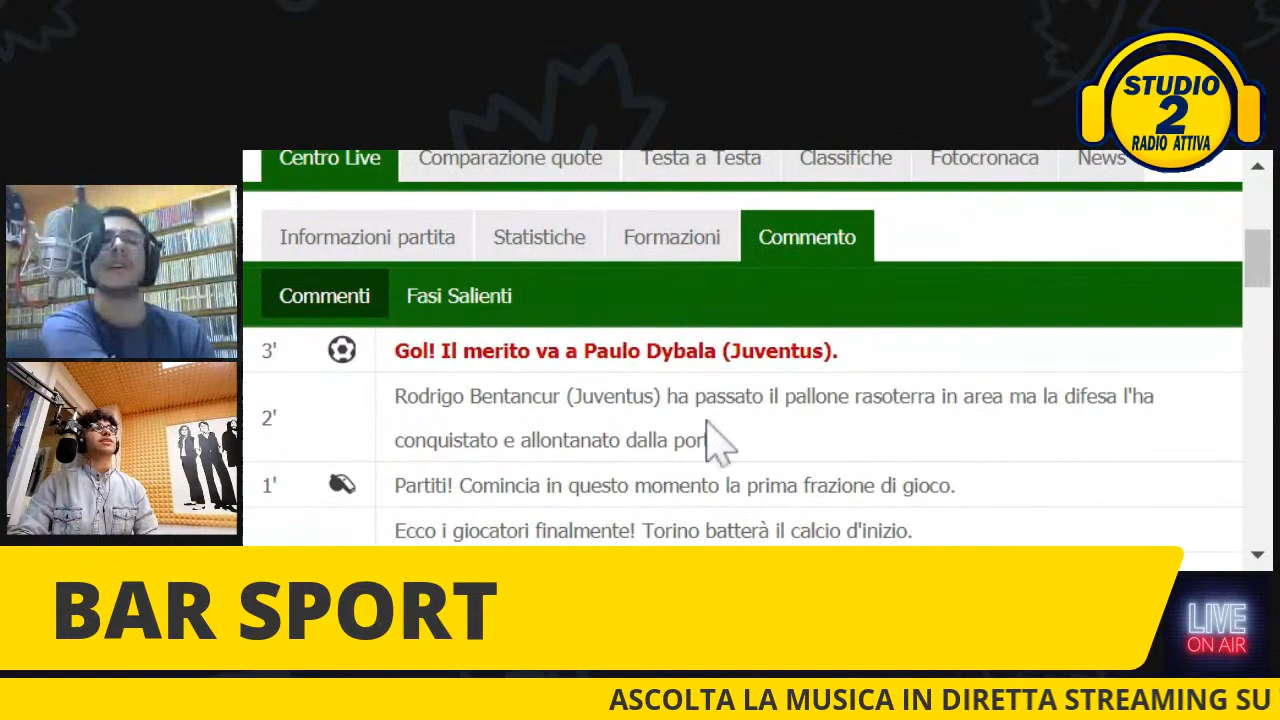 STUDIO
2
RADIO ATTIVA
Centro Live
Comparazione quote
Testa a Testa
Classifiche
Fotocronaca
News
Informazioni partita
Statistiche
Formazioni
Commento
Commenti
Fasi Salienti
3' Gol! Il merito va a Paulo Dybala (Juventus).
2' Rodrigo Bentancur (Juventus) ha passato il pallone rasoterra in area ma la difesa l'ha
conquistato e allontanato dalla por
1' Partiti! Comincia in questo momento la prima frazione di gioco.
Ecco i giocatori finalmente! Torino batterà il calcio d'inizio.
BAR SPORT
LIVE
ON AIR
ASCOLTA LA MUSICA IN DIRETTA STREAMING SU